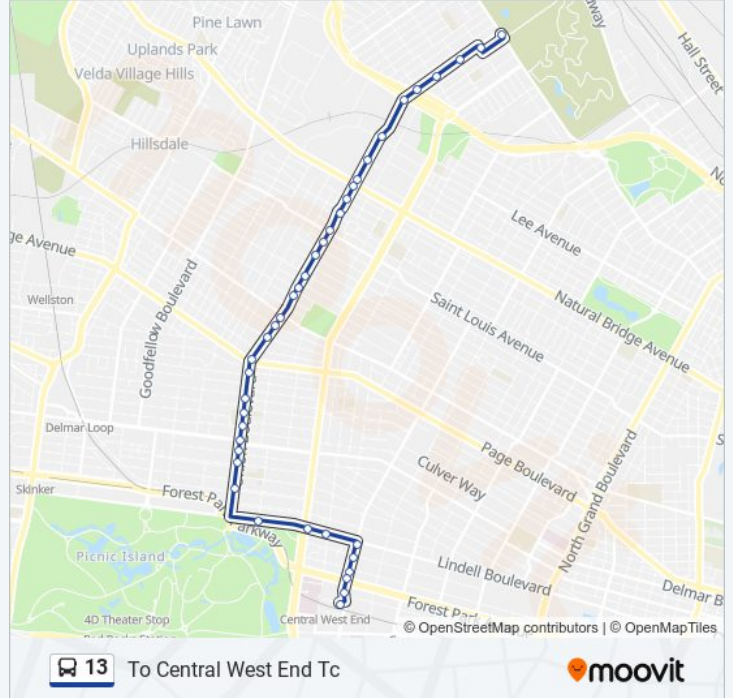 Pine Lawn
Uplands Park
Velda Village Hills
Hall Street
Hillsdale
Lee Avenue
ge Avenue
Goodfellow Boulevard
Wellston
Saint Louis Avenue
Natural Bridge Avenue
Delmar Loop
Page Boulevard
North Grand Boulevard
Culver Way
Skinker
Forest Park Parkway
Picnic Island
Lindell Boulevard
Delmar B
4D Theater Stop
Central West End
Forest Park
© OpenStreetMap contributors | © OpenMapTiles
13 To Central West End Tc
moovit